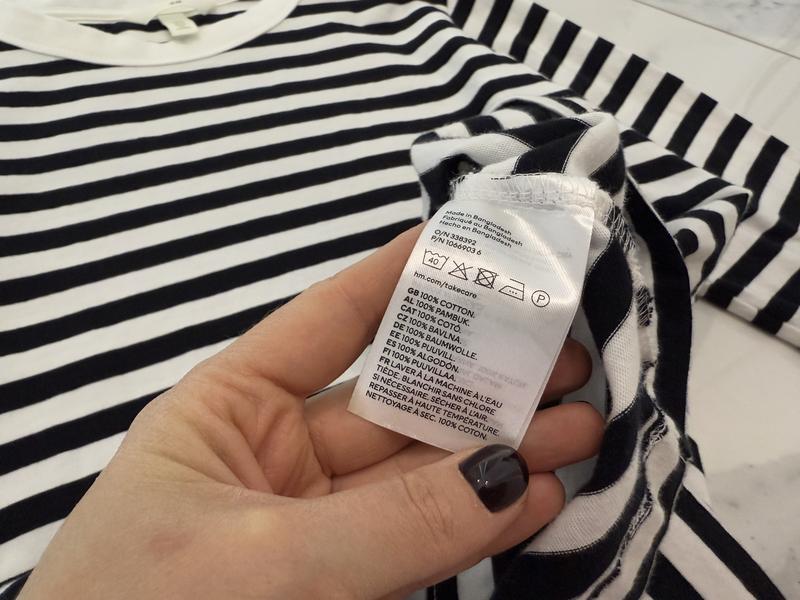 Made in Bangladesh
Fabriqué au Bangladesh
Hecho en Bangladesh
O/N 338392
P/N 1066903 6
40
P
hm.com/takecare
GB 100% COTTON.
AL 100% PAMBUK.
CAT 100% COTÓ.
CZ 100% BAVLNA.
DE 100% BAUMWOLLE.
EE 100% PUUVILL.
ES 100% ALGODÓN.
FI 100% PUUVILLAA.
FR LAVER À LA MACHINE À L'EAU
TIÈDE. BLANCHIR SANS CHLORE
SI NÉCESSAIRE. SÉCHER À L'AIR.
REPASSER À HAUTE TEMPÉRATURE.
NETTOYAGE À SEC. 100% COTON.